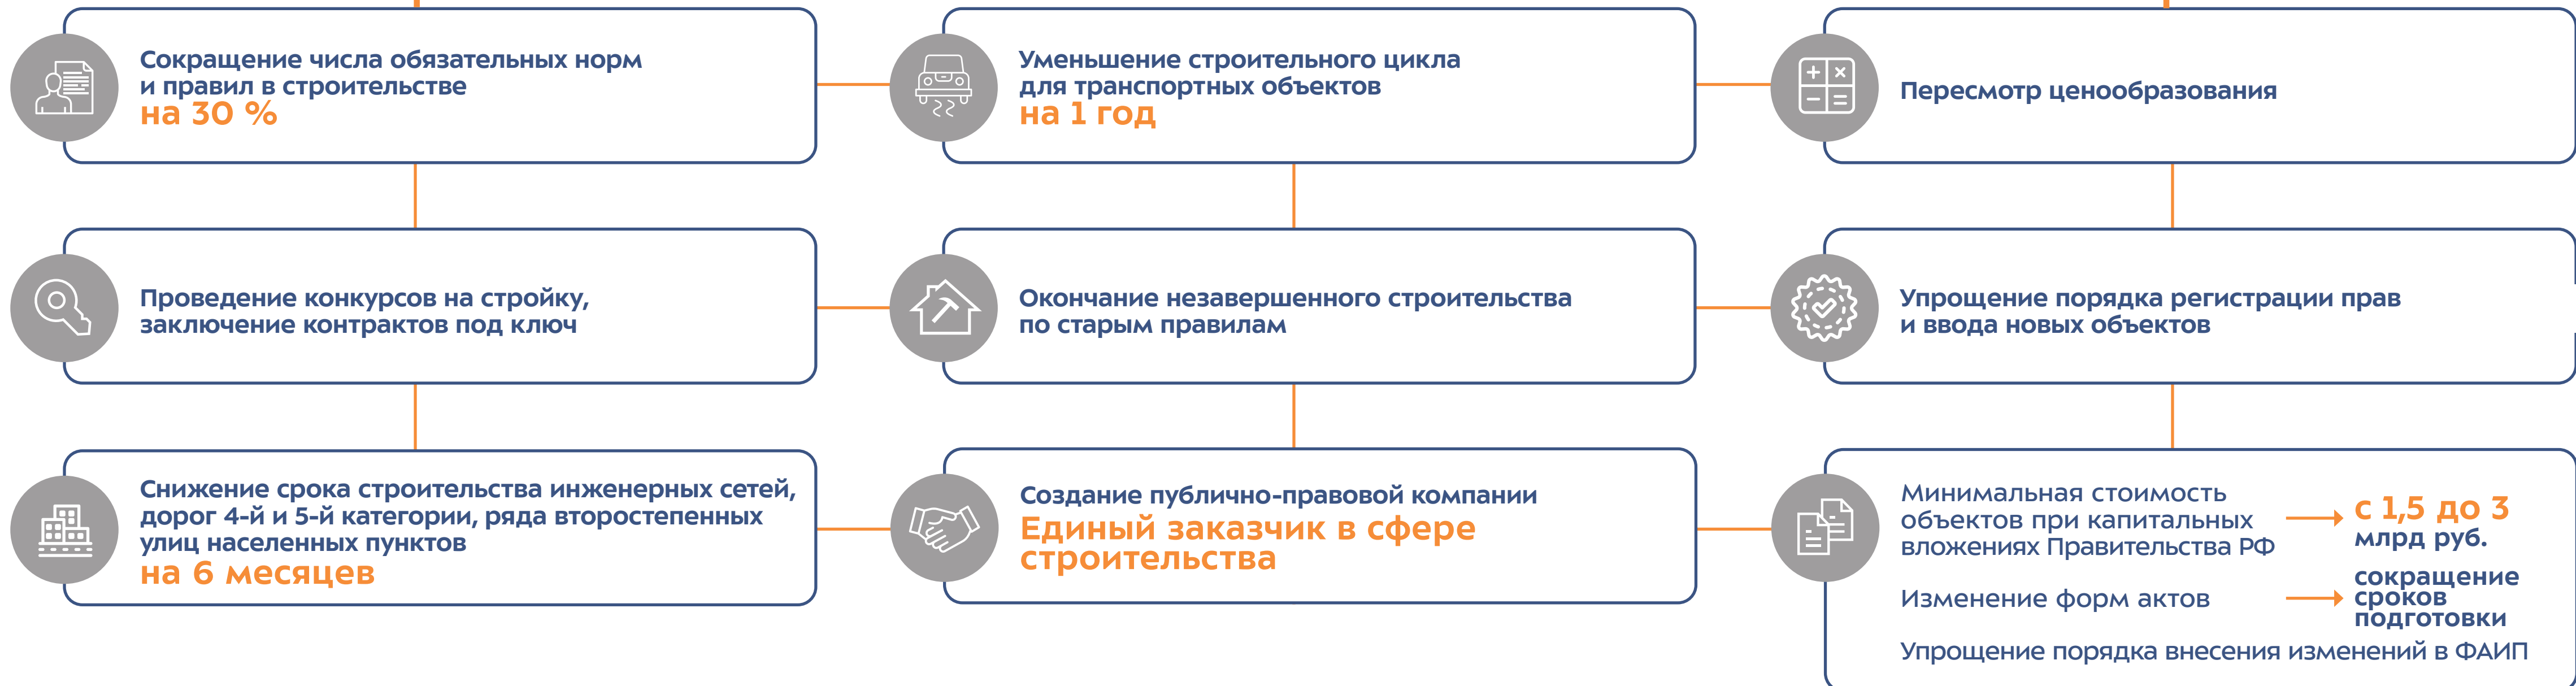 Сокращение числа обязательных норм
и правил в строительстве
на 30 %
Уменьшение строительного цикла
для транспортных объектов
на 1 год
Пересмотр ценообразования
Проведение конкурсов на стройку,
заключение контрактов под ключ
Окончание незавершенного строительства
по старым правилам
Упрощение порядка регистрации прав
и ввода новых объектов
Снижение срока строительства инженерных сетей,
дорог 4-й и 5-й категории, ряда второстепенных
улиц населенных пунктов
на 6 месяцев
Создание публично-правовой компании
Единый заказчик в сфере
строительства
Минимальная стоимость
объектов при капитальных
вложениях Правительства РФ
с 1,5 до 3
млрд руб.
Изменение форм актов
сокращение
сроков
подготовки
Упрощение порядка внесения изменений в ФАИП